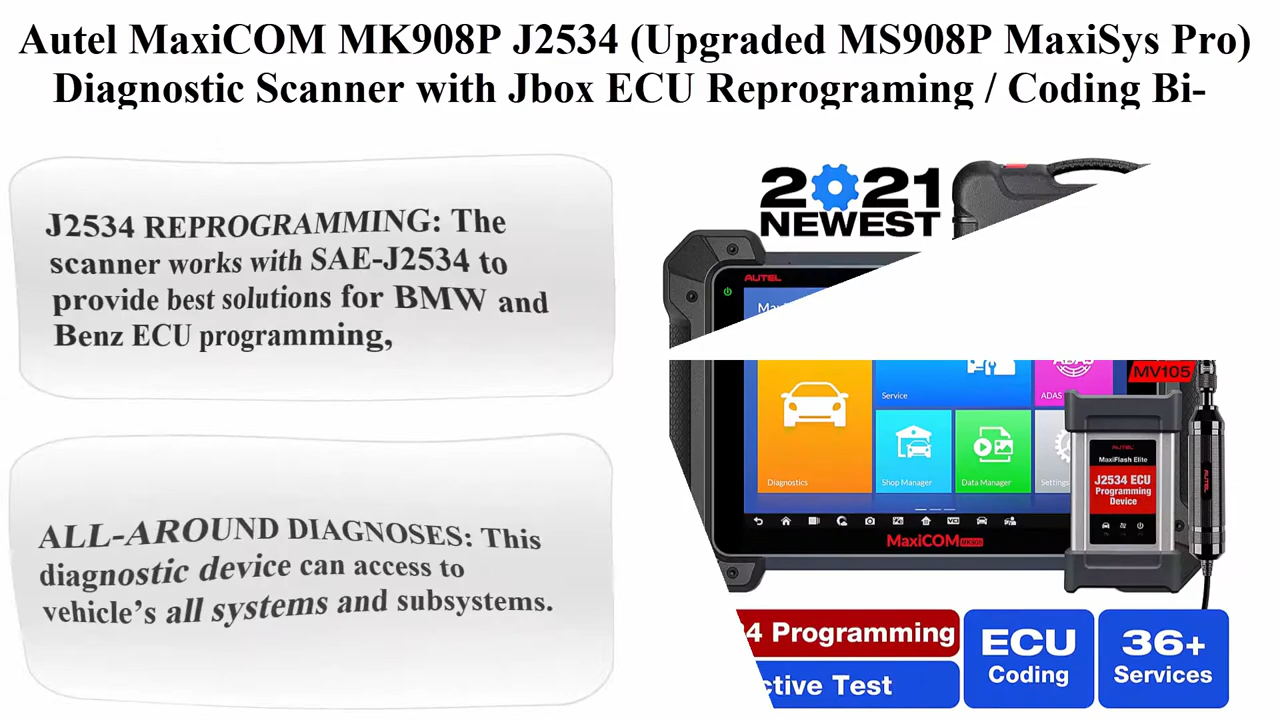 Autel MaxiCOM MK908P J2534 (Upgraded MS908P MaxiSys Pro)
Diagnostic Scanner with Jbox ECU Reprograming / Coding Bi-
J2534 REPROGRAMMING: The
scanner works with SAE-J2534 to
provide best solutions for BMW and
Benz ECU programming,
ALL-AROUND DIAGNOSES: This
diagnostic device can access to
vehicle's all systems and subsystems.
2021
NEWEST
AUTEL
MV105
Service
ADAS
Diagnostics
Shop Manager
Data Manager
Settings
VCI
MaxiCOM MK908
AUTEL
MaxiFlash Elite
J2534 ECU
Programming
Device
AUTEL
4 Programming
ctive Test
ECU
Coding
36+
Services